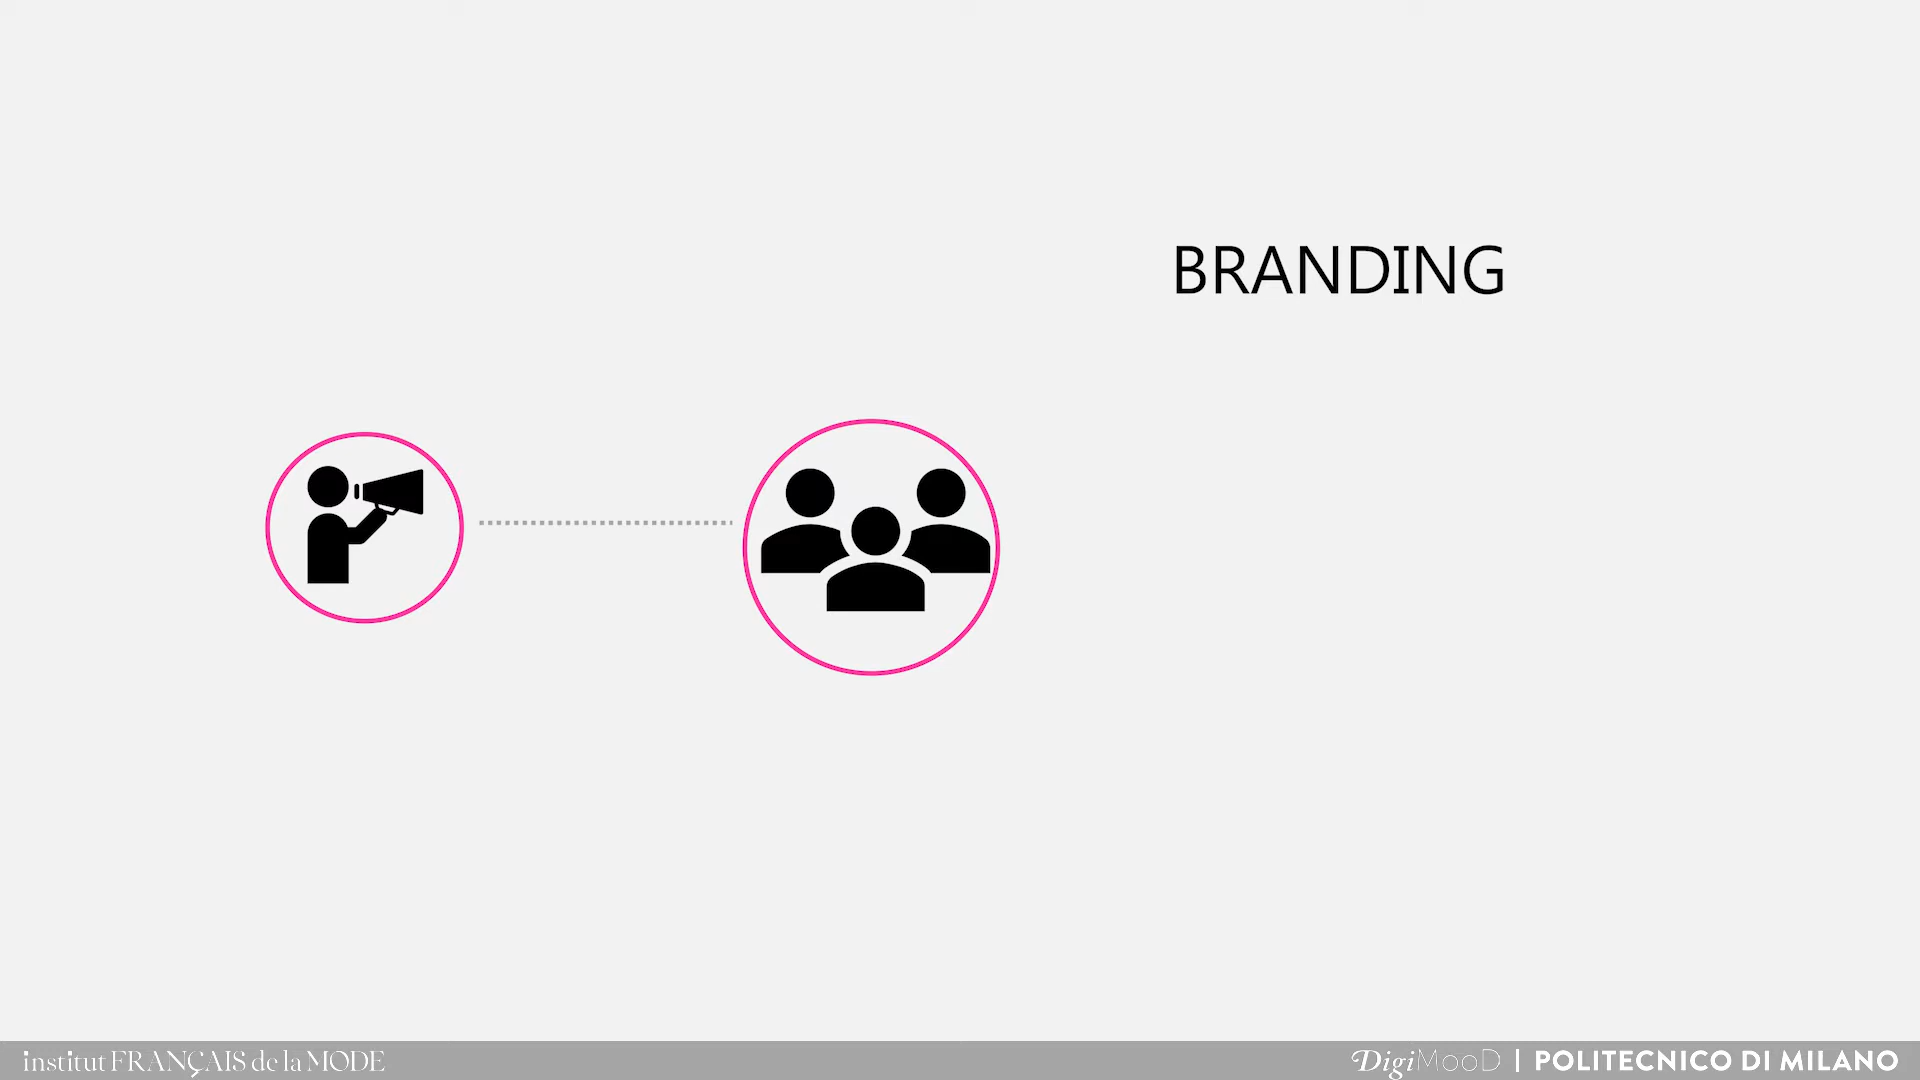 BRANDING
institut FRANÇAIS de la MODE
DigiMooD | POLITECNICO DI MILANO